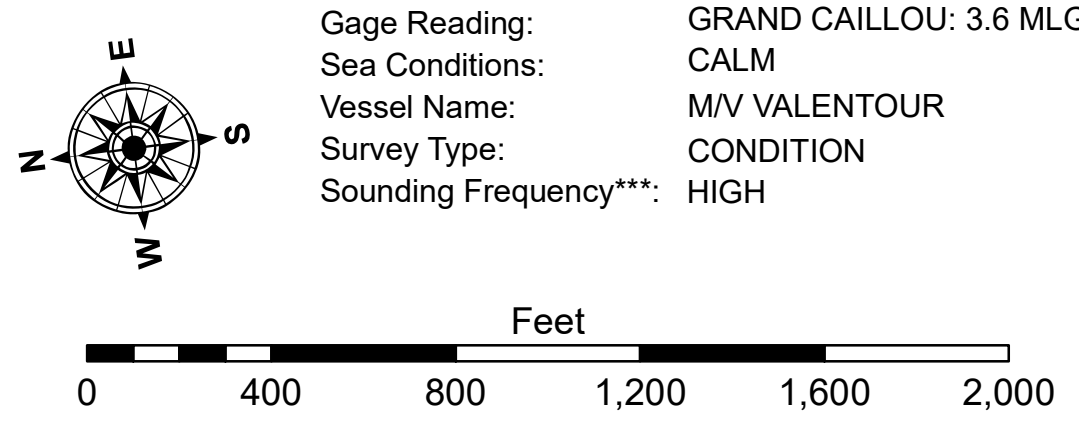 Gage Reading: GRAND CAILLOU: 3.6 MLG
Sea Conditions: CALM
Vessel Name: M/V VALENTOUR
Survey Type: CONDITION
Sounding Frequency***: HIGH
E
S
N
W
Feet
0 400 800 1,200 1,600 2,000